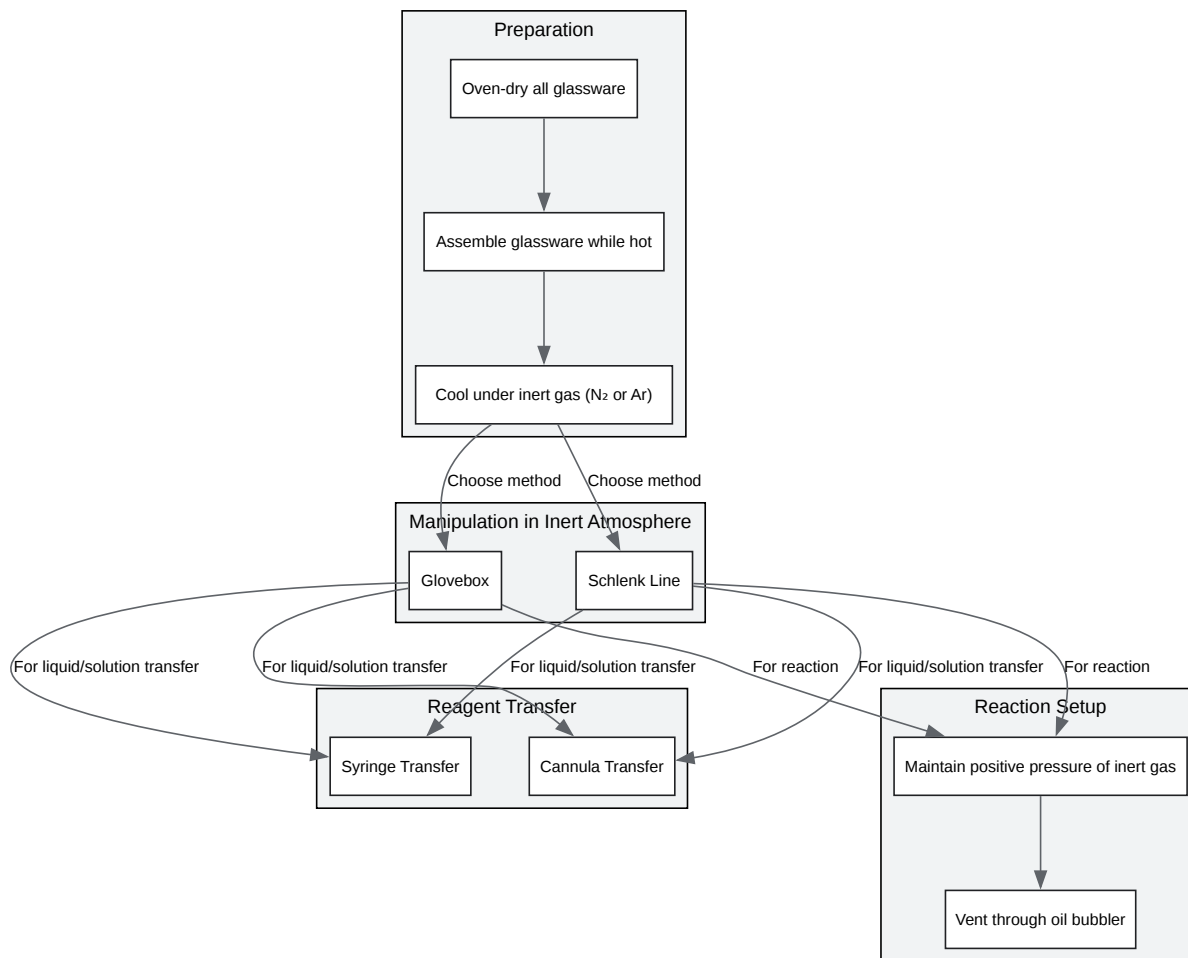 Preparation
Oven-dry all glassware
Assemble glassware while hot
Cool under inert gas (N₂ or Ar)
Choose method
Choose method
Manipulation in Inert Atmosphere
Glovebox
Schlenk Line
For liquid/solution transfer
For liquid/solution transfer
For liquid/solution transfer
For reaction
For liquid/solution transfer
For reaction
Reagent Transfer
Reaction Setup
Syringe Transfer
Cannula Transfer
Maintain positive pressure of inert gas
Vent through oil bubbler